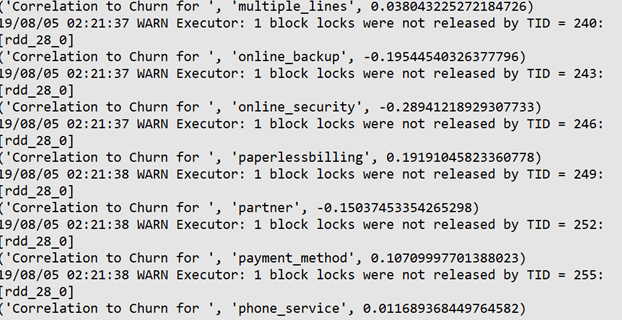 ('Correlation to Churn for ', 'multiple_lines', 0.038043225272184726)
19/08/05 02:21:37 WARN Executor: 1 block locks were not released by TID = 240:
[rdd_28_0]
('Correlation to Churn for ', 'online_backup', -0.19544540326377796)
19/08/05 02:21:37 WARN Executor: 1 block locks were not released by TID = 243:
[rdd_28_0]
('Correlation to Churn for ', 'online_security', -0.28941218929307733)
19/08/05 02:21:37 WARN Executor: 1 block locks were not released by TID = 246:
[rdd_28_0]
('Correlation to Churn for ', 'paperlessbilling', 0.19191045823360778)
19/08/05 02:21:38 WARN Executor: 1 block locks were not released by TID = 249:
[rdd_28_0]
('Correlation to Churn for ', 'partner', -0.15037453354265298)
19/08/05 02:21:38 WARN Executor: 1 block locks were not released by TID = 252:
[rdd_28_0]
('Correlation to Churn for ', 'payment_method', 0.10709997701388023)
19/08/05 02:21:38 WARN Executor: 1 block locks were not released by TID = 255:
[rdd_28_0]
('Correlation to Churn for ', 'phone_service', 0.011689368449764582)